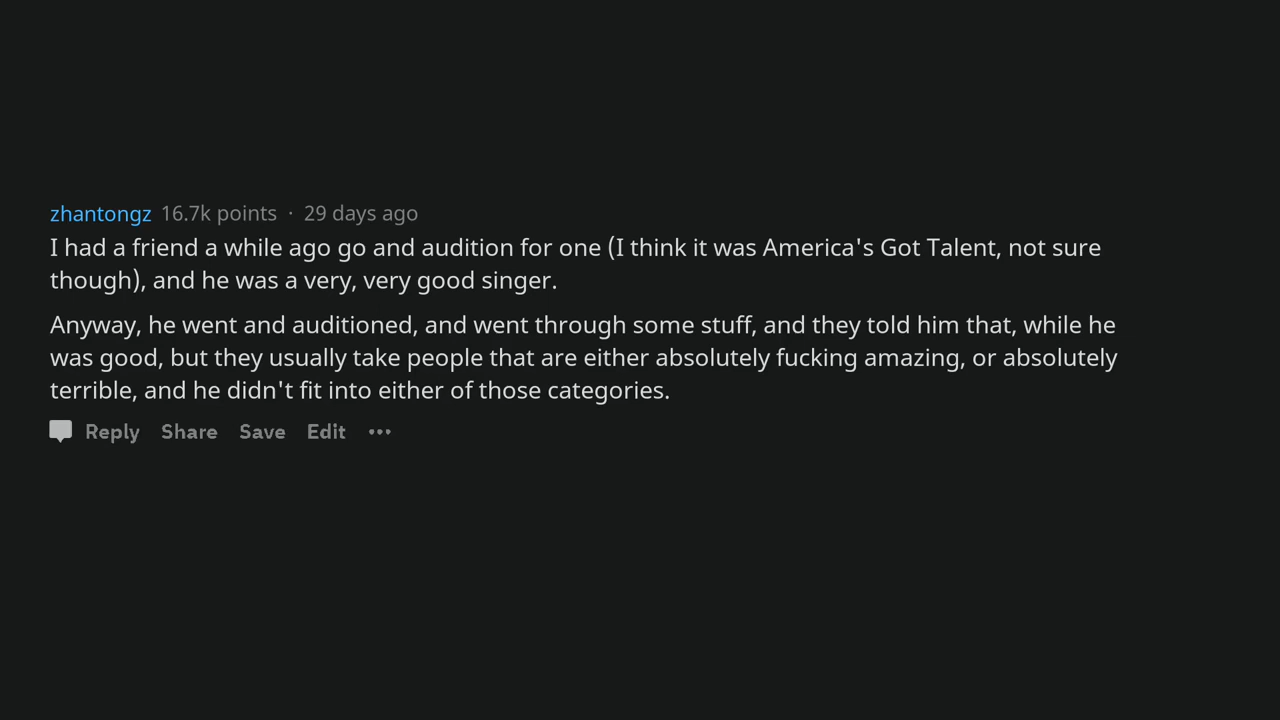 zhantongz 16.7k points · 29 days ago
I had a friend a while ago go and audition for one (I think it was America's Got Talent, not sure
though), and he was a very, very good singer.
Anyway, he went and auditioned, and went through some stuff, and they told him that, while he
was good, but they usually take people that are either absolutely fucking amazing, or absolutely
terrible, and he didn't fit into either of those categories.
Reply Share Save Edit •••